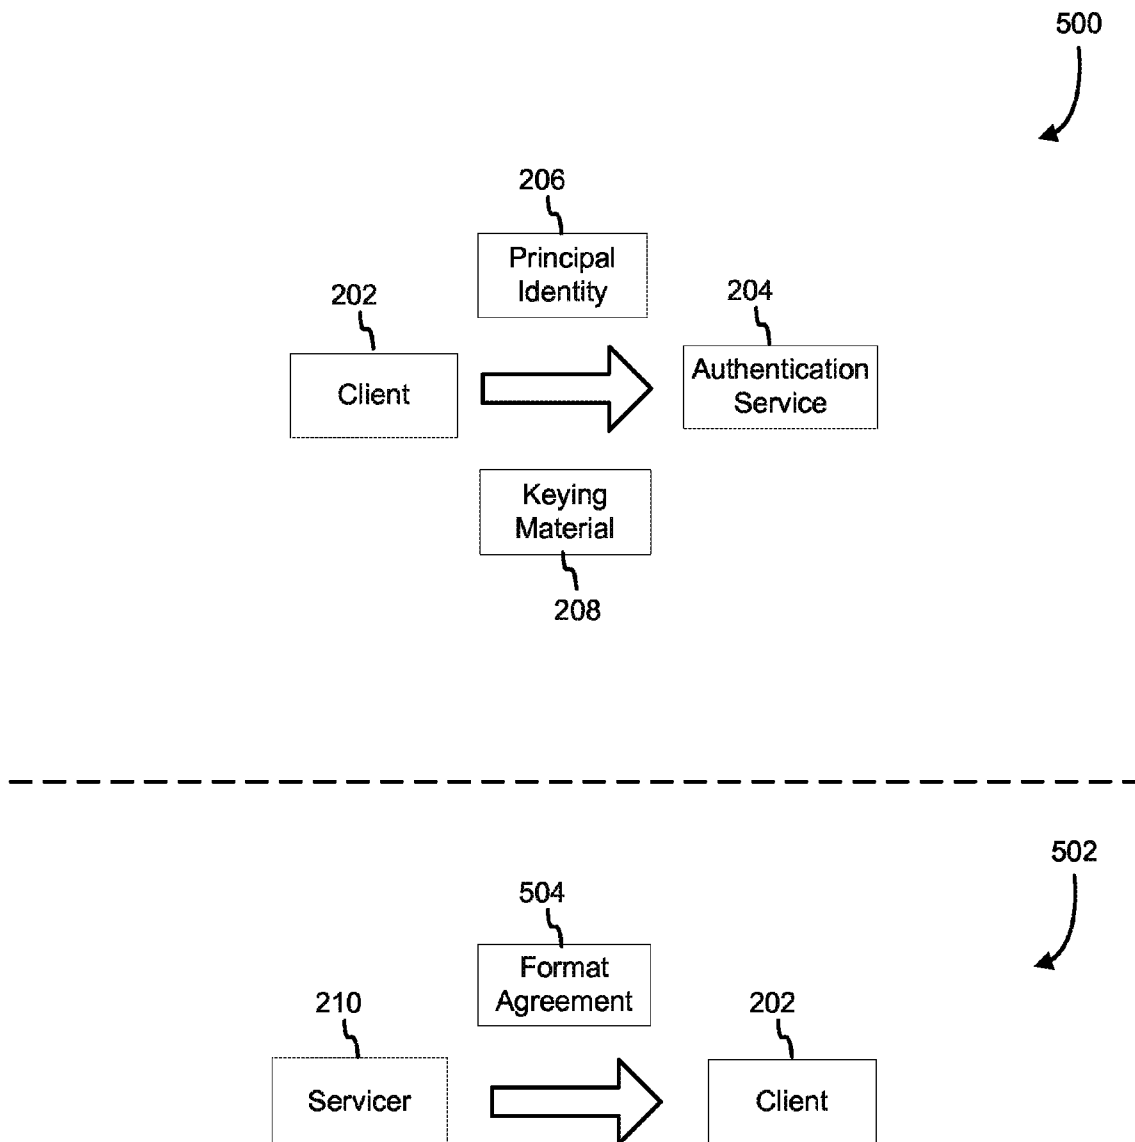 500
206
Principal
Identity
202
204
Client
Authentication
Service
Keying
Material
208
502
504
Format
Agreement
210
202
Servicer
Client